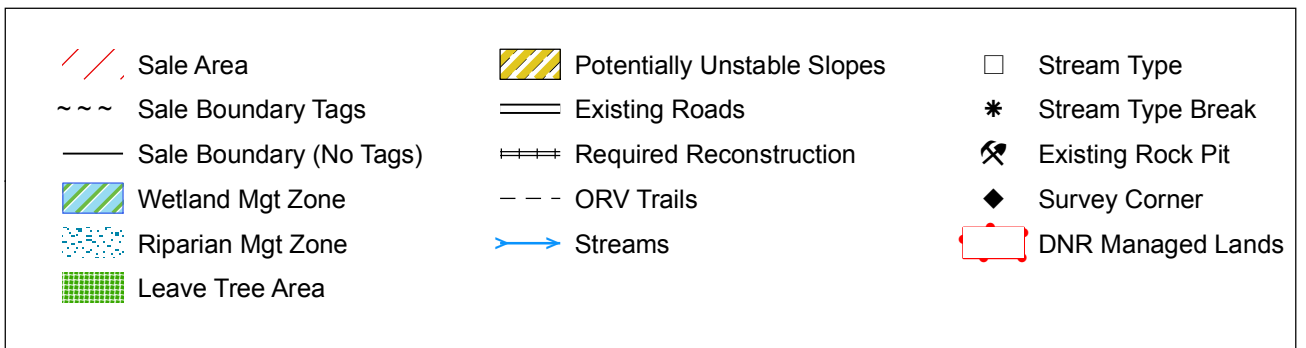 Sale Area
Sale Boundary Tags
Sale Boundary (No Tags)
Wetland Mgt Zone
Riparian Mgt Zone
Leave Tree Area
Potentially Unstable Slopes
Existing Roads
Required Reconstruction
ORV Trails
Streams
Stream Type
Stream Type Break
Existing Rock Pit
Survey Corner
DNR Managed Lands